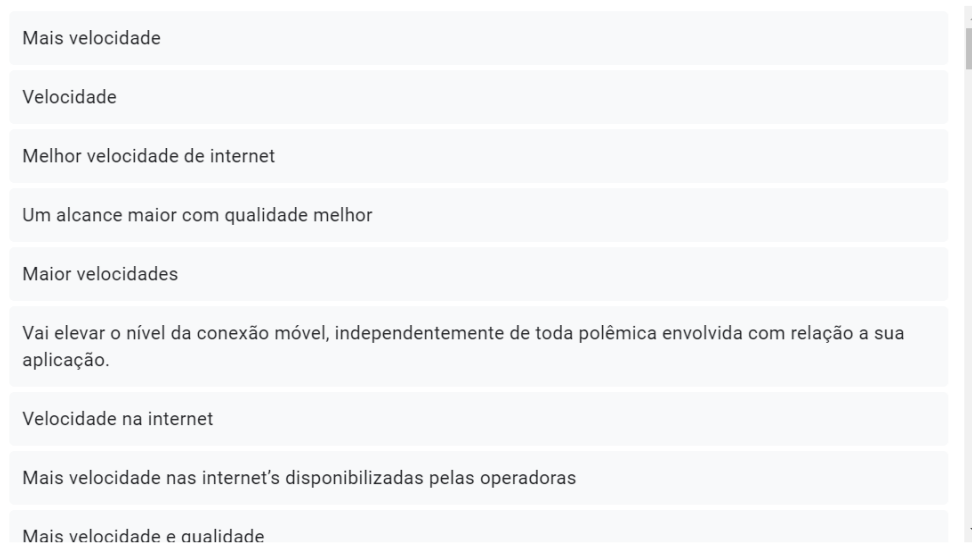 Mais velocidade
Velocidade
Melhor velocidade de internet
Um alcance maior com qualidade melhor
Maior velocidades
Vai elevar o nível da conexão móvel, independentemente de toda polêmica envolvida com relação a sua
aplicação.
Velocidade na internet
Mais velocidade nas internet’s disponibilizadas pelas operadoras
Mais velocidade e qualidade